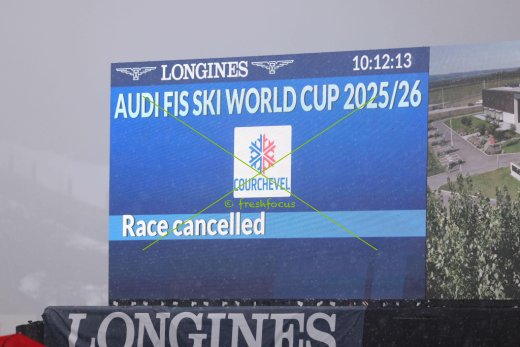 LONGINES
10:12:13
AUDI FIS SKI WORLD CUP 2025/26
COURCHEVEL
© freshfocus
Race cancelled
LONGINES